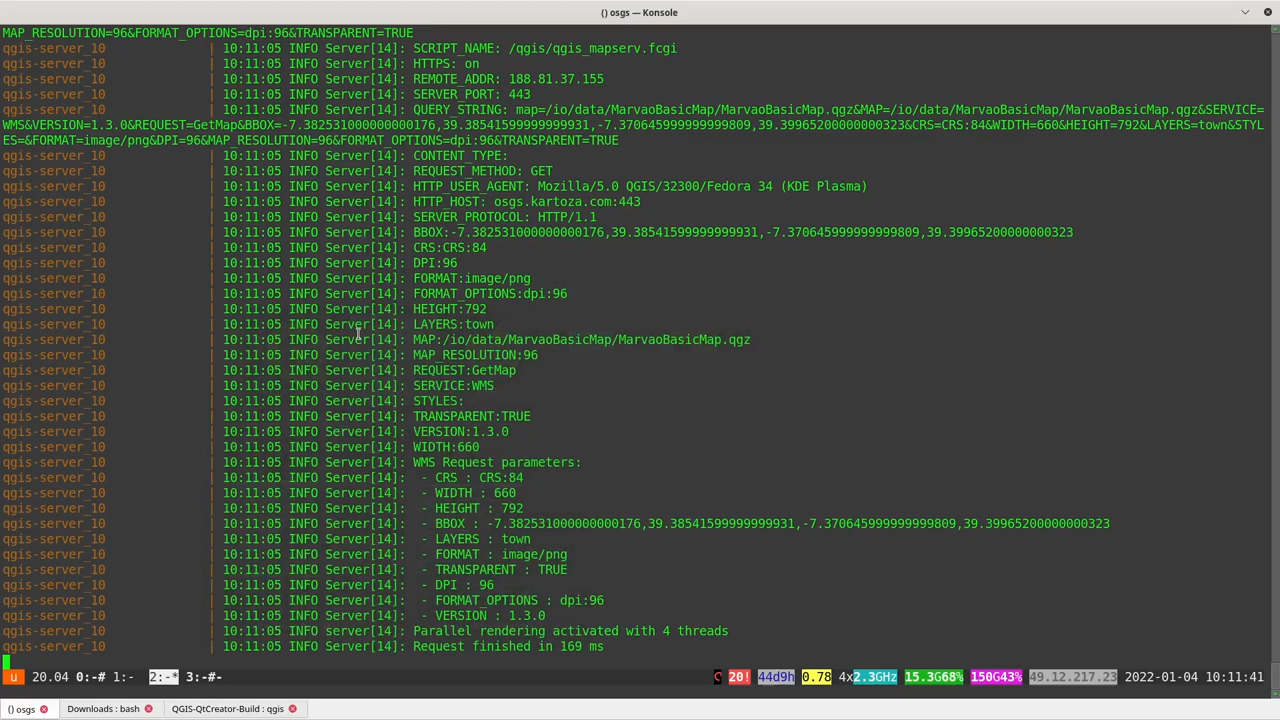 () osgs — Konsole
MAP_RESOLUTION=96&FORMAT_OPTIONS=dpi:96&TRANSPARENT=TRUE
qgis-server_10 | 10:11:05 INFO Server[14]: SCRIPT_NAME: /qgis/qgis_mapserv.fcgi
qgis-server_10 | 10:11:05 INFO Server[14]: HTTPS: on
qgis-server_10 | 10:11:05 INFO Server[14]: REMOTE_ADDR: 188.81.37.155
qgis-server_10 | 10:11:05 INFO Server[14]: SERVER_PORT: 443
qgis-server_10 | 10:11:05 INFO Server[14]: QUERY_STRING: map=/io/data/MarvaoBasicMap/MarvaoBasicMap.qgz&MAP=/io/data/MarvaoBasicMap/MarvaoBasicMap.qgz&SERVICE=
WMS&VERSION=1.3.0&REQUEST=GetMap&BBOX=-7.382531000000000176,39.38541599999999931,-7.370645999999999809,39.39965200000000323&CRS=CRS:84&WIDTH=660&HEIGHT=792&LAYERS=town&STYL
ES=&FORMAT=image/png&DPI=96&MAP_RESOLUTION=96&FORMAT_OPTIONS=dpi:96&TRANSPARENT=TRUE
qgis-server_10 | 10:11:05 INFO Server[14]: CONTENT_TYPE:
qgis-server_10 | 10:11:05 INFO Server[14]: REQUEST_METHOD: GET
qgis-server_10 | 10:11:05 INFO Server[14]: HTTP_USER_AGENT: Mozilla/5.0 QGIS/32300/Fedora 34 (KDE Plasma)
qgis-server_10 | 10:11:05 INFO Server[14]: HTTP_HOST: osgs.kartoza.com:443
qgis-server_10 | 10:11:05 INFO Server[14]: SERVER_PROTOCOL: HTTP/1.1
qgis-server_10 | 10:11:05 INFO Server[14]: BBOX:-7.382531000000000176,39.38541599999999931,-7.370645999999999809,39.39965200000000323
qgis-server_10 | 10:11:05 INFO Server[14]: CRS:CRS:84
qgis-server_10 | 10:11:05 INFO Server[14]: DPI:96
qgis-server_10 | 10:11:05 INFO Server[14]: FORMAT:image/png
qgis-server_10 | 10:11:05 INFO Server[14]: FORMAT_OPTIONS:dpi:96
qgis-server_10 | 10:11:05 INFO Server[14]: HEIGHT:792
qgis-server_10 | 10:11:05 INFO Server[14]: LAYERS:town
qgis-server_10 | 10:11:05 INFO Server[14]: MAP:/io/data/MarvaoBasicMap/MarvaoBasicMap.qgz
qgis-server_10 | 10:11:05 INFO Server[14]: MAP_RESOLUTION:96
qgis-server_10 | 10:11:05 INFO Server[14]: REQUEST:GetMap
qgis-server_10 | 10:11:05 INFO Server[14]: SERVICE:WMS
qgis-server_10 | 10:11:05 INFO Server[14]: STYLES:
qgis-server_10 | 10:11:05 INFO Server[14]: TRANSPARENT:TRUE
qgis-server_10 | 10:11:05 INFO Server[14]: VERSION:1.3.0
qgis-server_10 | 10:11:05 INFO Server[14]: WIDTH:660
qgis-server_10 | 10:11:05 INFO Server[14]: WMS Request parameters:
qgis-server_10 | 10:11:05 INFO Server[14]:  - CRS : CRS:84
qgis-server_10 | 10:11:05 INFO Server[14]:  - WIDTH : 660
qgis-server_10 | 10:11:05 INFO Server[14]:  - HEIGHT : 792
qgis-server_10 | 10:11:05 INFO Server[14]:  - BBOX : -7.382531000000000176,39.38541599999999931,-7.370645999999999809,39.39965200000000323
qgis-server_10 | 10:11:05 INFO Server[14]:  - LAYERS : town
qgis-server_10 | 10:11:05 INFO Server[14]:  - FORMAT : image/png
qgis-server_10 | 10:11:05 INFO Server[14]:  - TRANSPARENT : TRUE
qgis-server_10 | 10:11:05 INFO Server[14]:  - DPI : 96
qgis-server_10 | 10:11:05 INFO Server[14]:  - FORMAT_OPTIONS : dpi:96
qgis-server_10 | 10:11:05 INFO Server[14]:  - VERSION : 1.3.0
qgis-server_10 | 10:11:05 INFO server[14]: Parallel rendering activated with 4 threads
qgis-server_10 | 10:11:05 INFO Server[14]: Request finished in 169 ms
u 20.04 0:-# 1:- 2:-* 3:-#- 20! 44d9h 0.78 4x2.3GHz 15.3G68% 150G43% 49.12.217.23 2022-01-04 10:11:41
() osgs Downloads : bash QGIS-QtCreator-Build : qgis